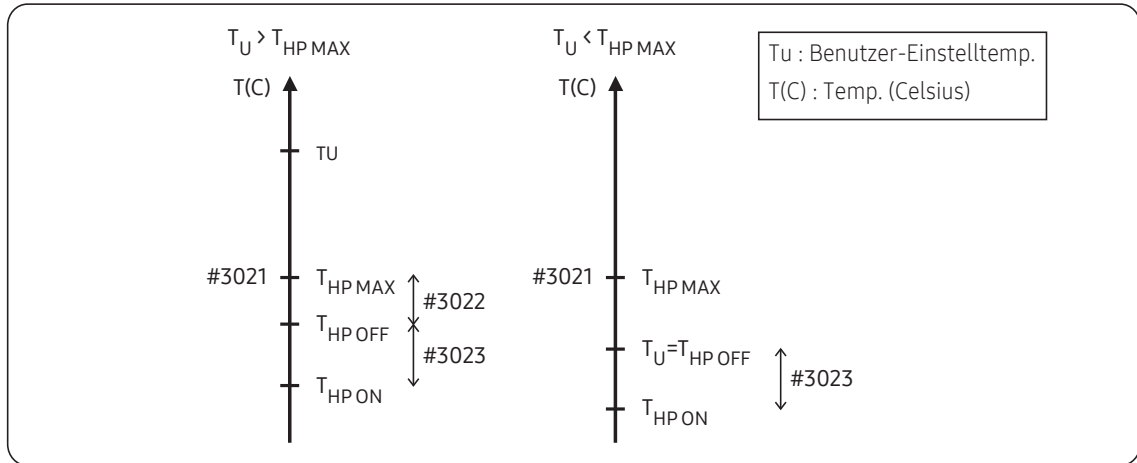 T_U > T_HP MAX
T(C)
TU
#3021
T_HP MAX
#3022
T_HP OFF
#3023
T_HP ON
T_U < T_HP MAX
T(C)
#3021
T_HP MAX
T_U=T_HP OFF
#3023
T_HP ON
Tu : Benutzer-Einstelltemp.
T(C) : Temp. (Celsius)